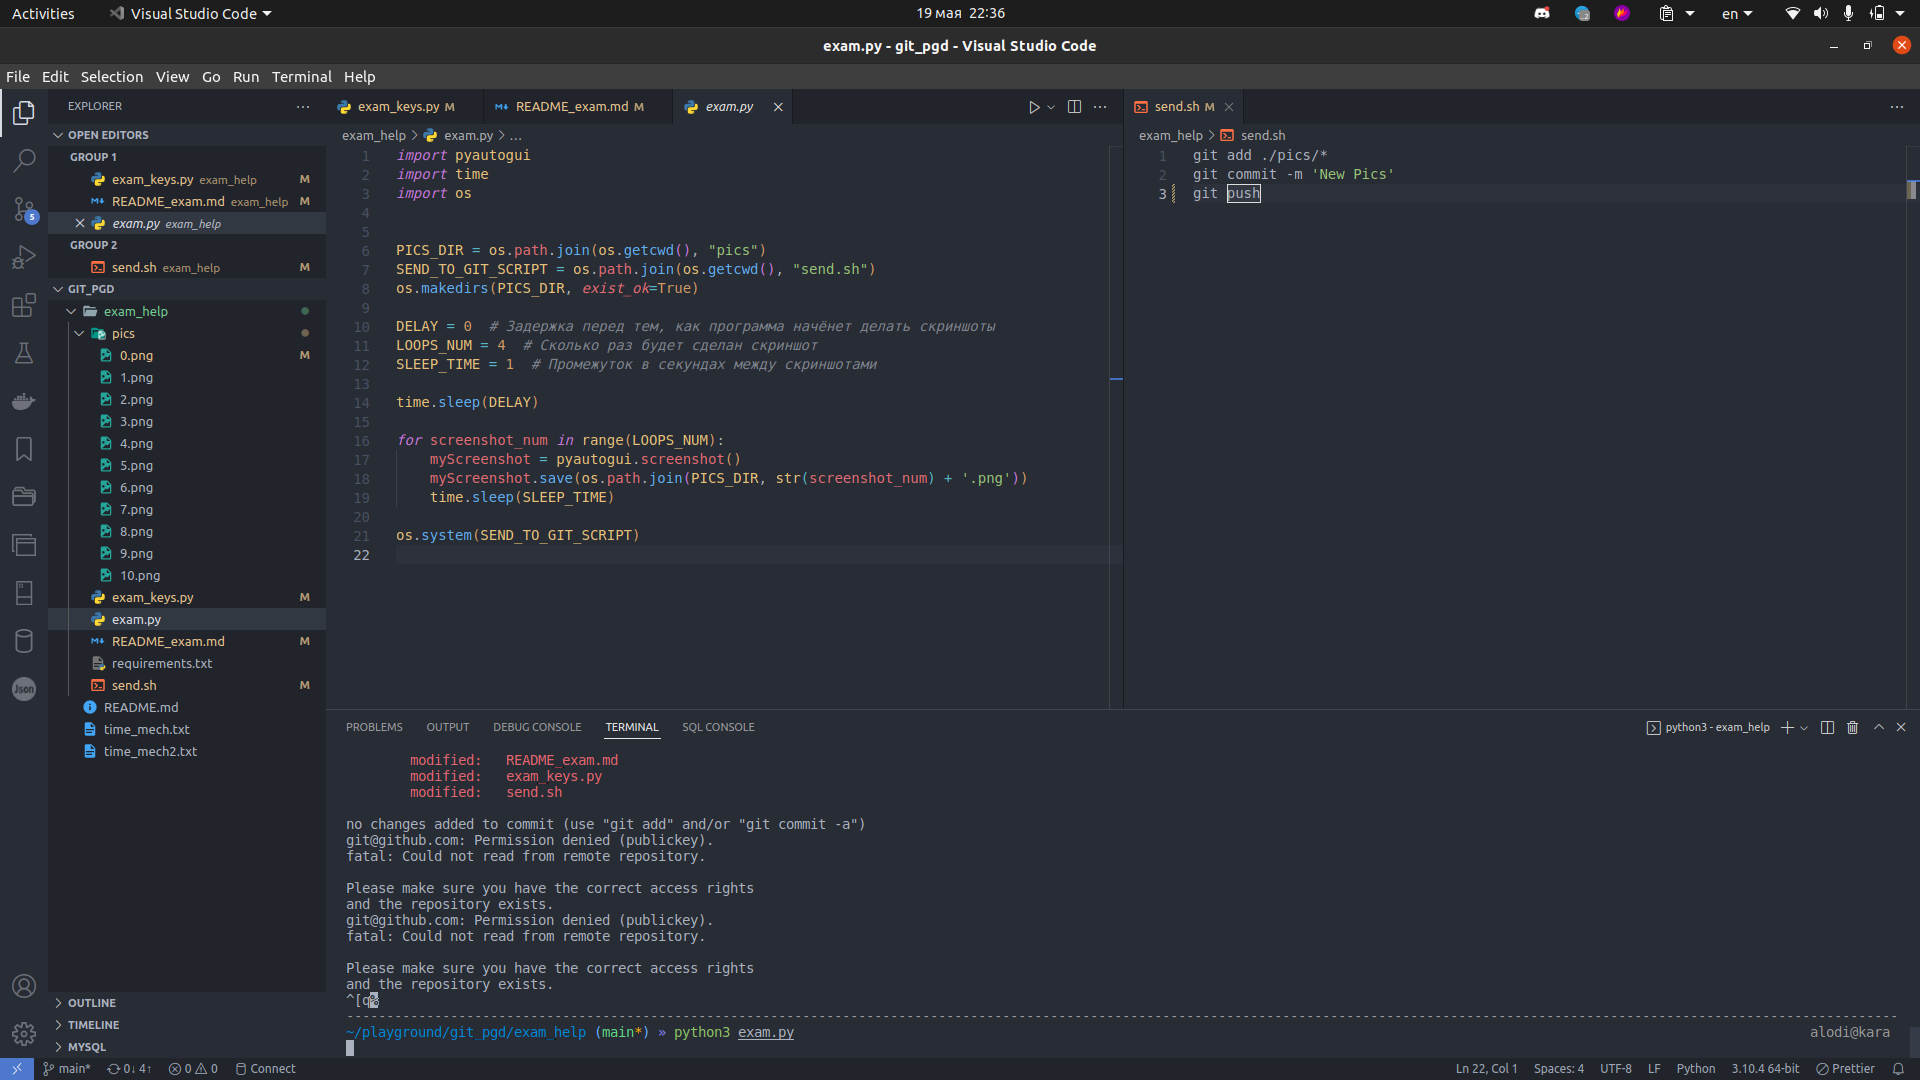 Activities
Visual Studio Code
19 мая 22:36
en
exam.py - git_pgd - Visual Studio Code
File Edit Selection View Go Run Terminal Help
EXPLORER
OPEN EDITORS
GROUP 1
exam_keys.py exam_help M
README_exam.md exam_help M
exam.py exam_help
GROUP 2
send.sh exam_help M
GIT_PGD
exam_help
pics
0.png M
1.png
2.png
3.png
4.png
5.png
6.png
7.png
8.png
9.png
10.png
exam_keys.py M
exam.py
README_exam.md M
requirements.txt
send.sh M
README.md
time_mech.txt
time_mech2.txt
OUTLINE
TIMELINE
MYSQL
5
Json
exam_keys.py M
README_exam.md M
exam.py
exam_help > exam.py > ...
1 import pyautogui
2 import time
3 import os
4
5
6 PICS_DIR = os.path.join(os.getcwd(), "pics")
7 SEND_TO_GIT_SCRIPT = os.path.join(os.getcwd(), "send.sh")
8 os.makedirs(PICS_DIR, exist_ok=True)
9
10 DELAY = 0  # Задержка перед тем, как программа начёнет делать скриншоты
11 LOOPS_NUM = 4  # Сколько раз будет сделан скриншот
12 SLEEP_TIME = 1  # Промежуток в секундах между скриншотами
13
14 time.sleep(DELAY)
15
16 for screenshot_num in range(LOOPS_NUM):
17     myScreenshot = pyautogui.screenshot()
18     myScreenshot.save(os.path.join(PICS_DIR, str(screenshot_num) + '.png'))
19     time.sleep(SLEEP_TIME)
20
21 os.system(SEND_TO_GIT_SCRIPT)
22
send.sh M
exam_help > send.sh
1 git add ./pics/*
2 git commit -m 'New Pics'
3 git push
PROBLEMS OUTPUT DEBUG CONSOLE TERMINAL SQL CONSOLE
python3 - exam_help
modified: README_exam.md
modified: exam_keys.py
modified: send.sh
no changes added to commit (use "git add" and/or "git commit -a")
git@github.com: Permission denied (publickey).
fatal: Could not read from remote repository.
Please make sure you have the correct access rights
and the repository exists.
git@github.com: Permission denied (publickey).
fatal: Could not read from remote repository.
Please make sure you have the correct access rights
and the repository exists.
~/playground/git_pgd/exam_help (main*) » python3 exam.py
alodi@kara
main* 0↓ 4↑ 0 0 Connect
Ln 22, Col 1 Spaces: 4 UTF-8 LF Python 3.10.4 64-bit Prettier